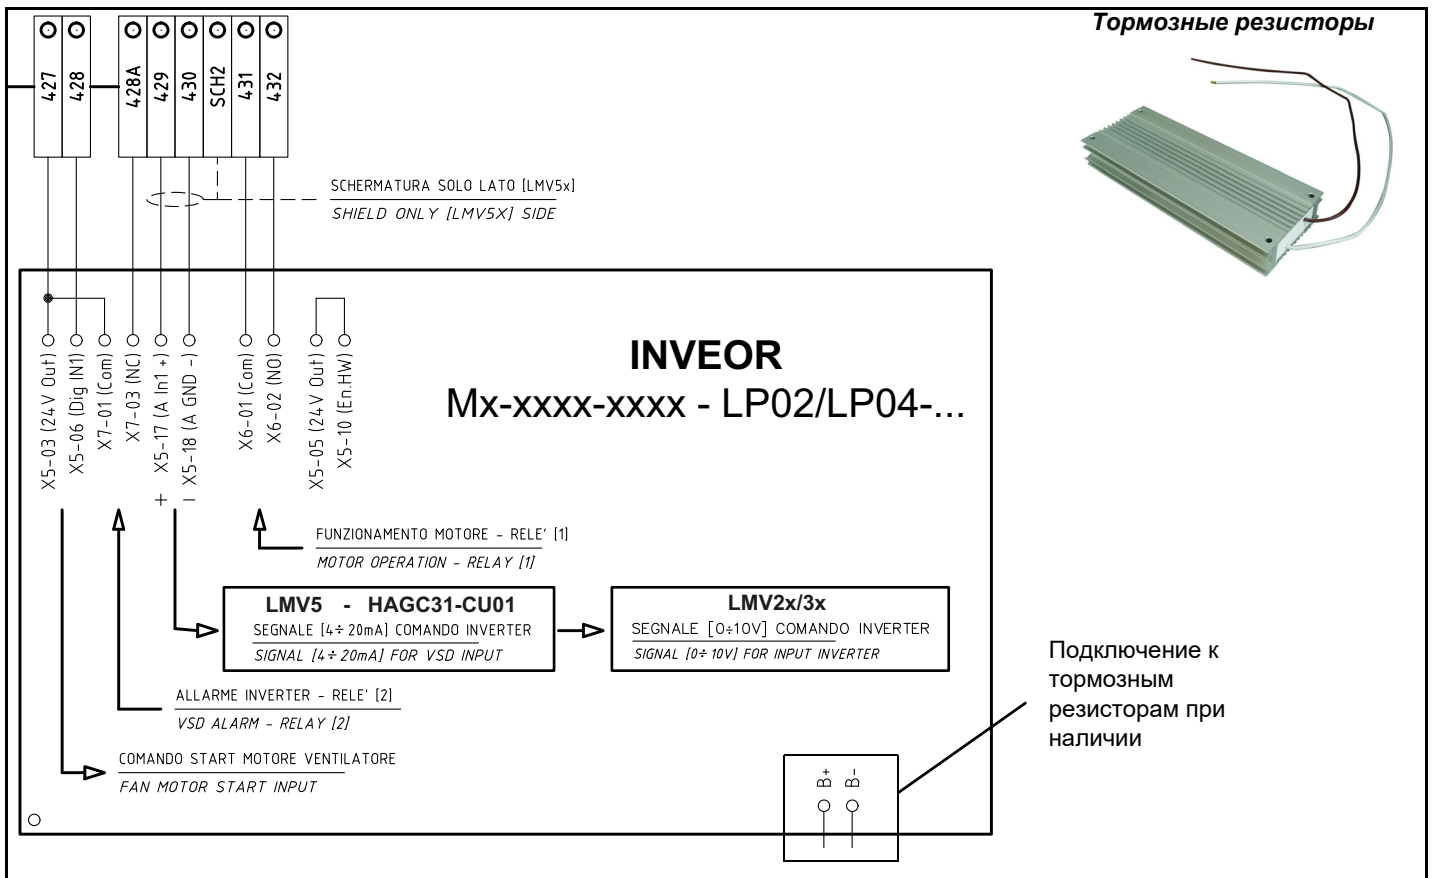 Тормозные резисторы
427
428
428A
429
430
SCH2
431
432
SCHERMATURA SOLO LATO [LMV5x]
SHIELD ONLY [LMV5X] SIDE
X5-03 (24V Out)
X5-06 (Dig IN1)
X7-01 (Com)
X7-03 (NC)
+ X5-17 (A In1 +)
- X5-18 (A GND -)
X6-01 (Com)
X6-02 (NO)
X5-05 (24V Out)
X5-10 (En.HW)
INVEOR
Mx-xxxx-xxxx - LP02/LP04-...
FUNZIONAMENTO MOTORE - RELE' [1]
MOTOR OPERATION - RELAY [1]
LMV5 - HAGC31-CU01
SEGNALE [4÷20mA] COMANDO INVERTER
SIGNAL [4÷20mA] FOR VSD INPUT
LMV2x/3x
SEGNALE [0÷10V] COMANDO INVERTER
SIGNAL [0÷10V] FOR INPUT INVERTER
ALLARME INVERTER - RELE' [2]
VSD ALARM - RELAY [2]
COMANDO START MOTORE VENTILATORE
FAN MOTOR START INPUT
B+
B-
Подключение к
тормозным
резисторам при
наличии